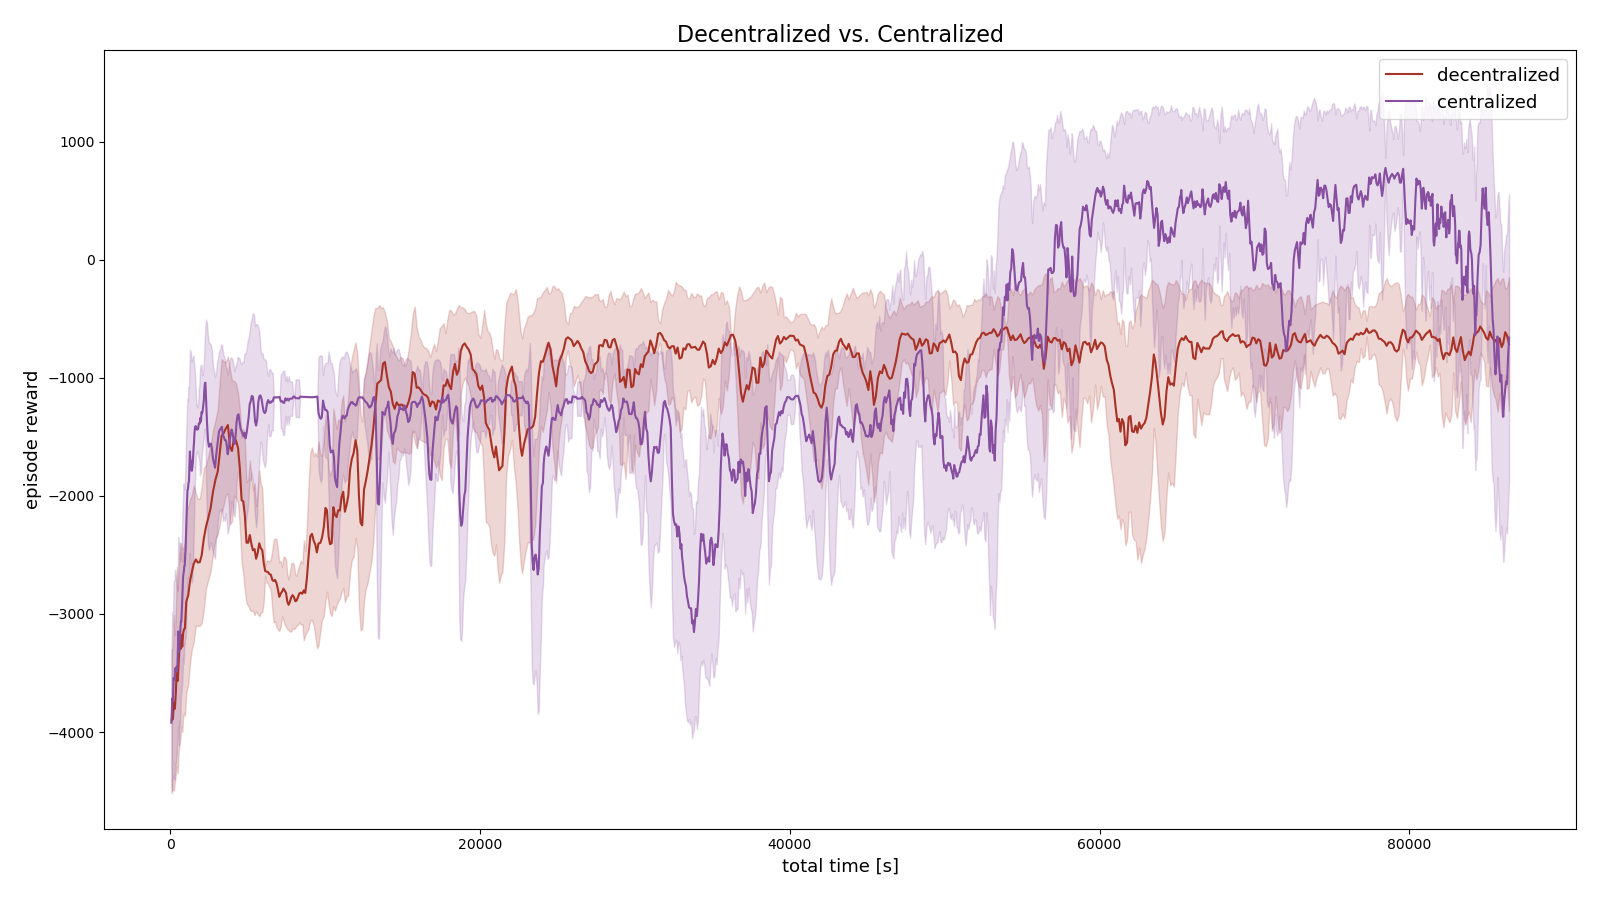 Decentralized vs. Centralized
decentralized
centralized
1000
0
−1000
−2000
−3000
−4000
episode reward
0
20000
40000
60000
80000
total time [s]